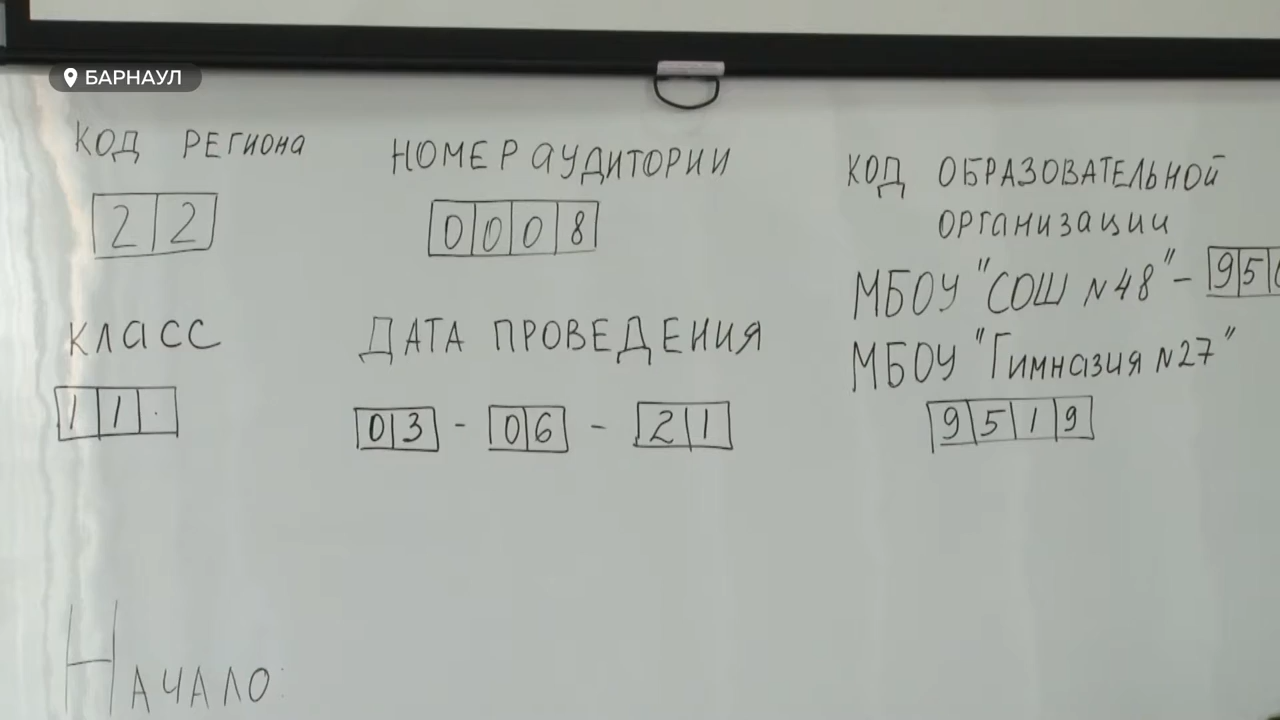 БАРНАУЛ
КОД РЕГИОНА
22
НОМЕР АУДИТОРИИ
0008
КОД ОБРАЗОВАТЕЛЬНОЙ
ОРГАНИЗАЦИИ
МБОУ "СОШ №48" - 95
МБОУ "Гимназия №27"
9519
КЛАСС
11
ДАТА ПРОВЕДЕНИЯ
03 - 06 - 21
НАЧАЛО: